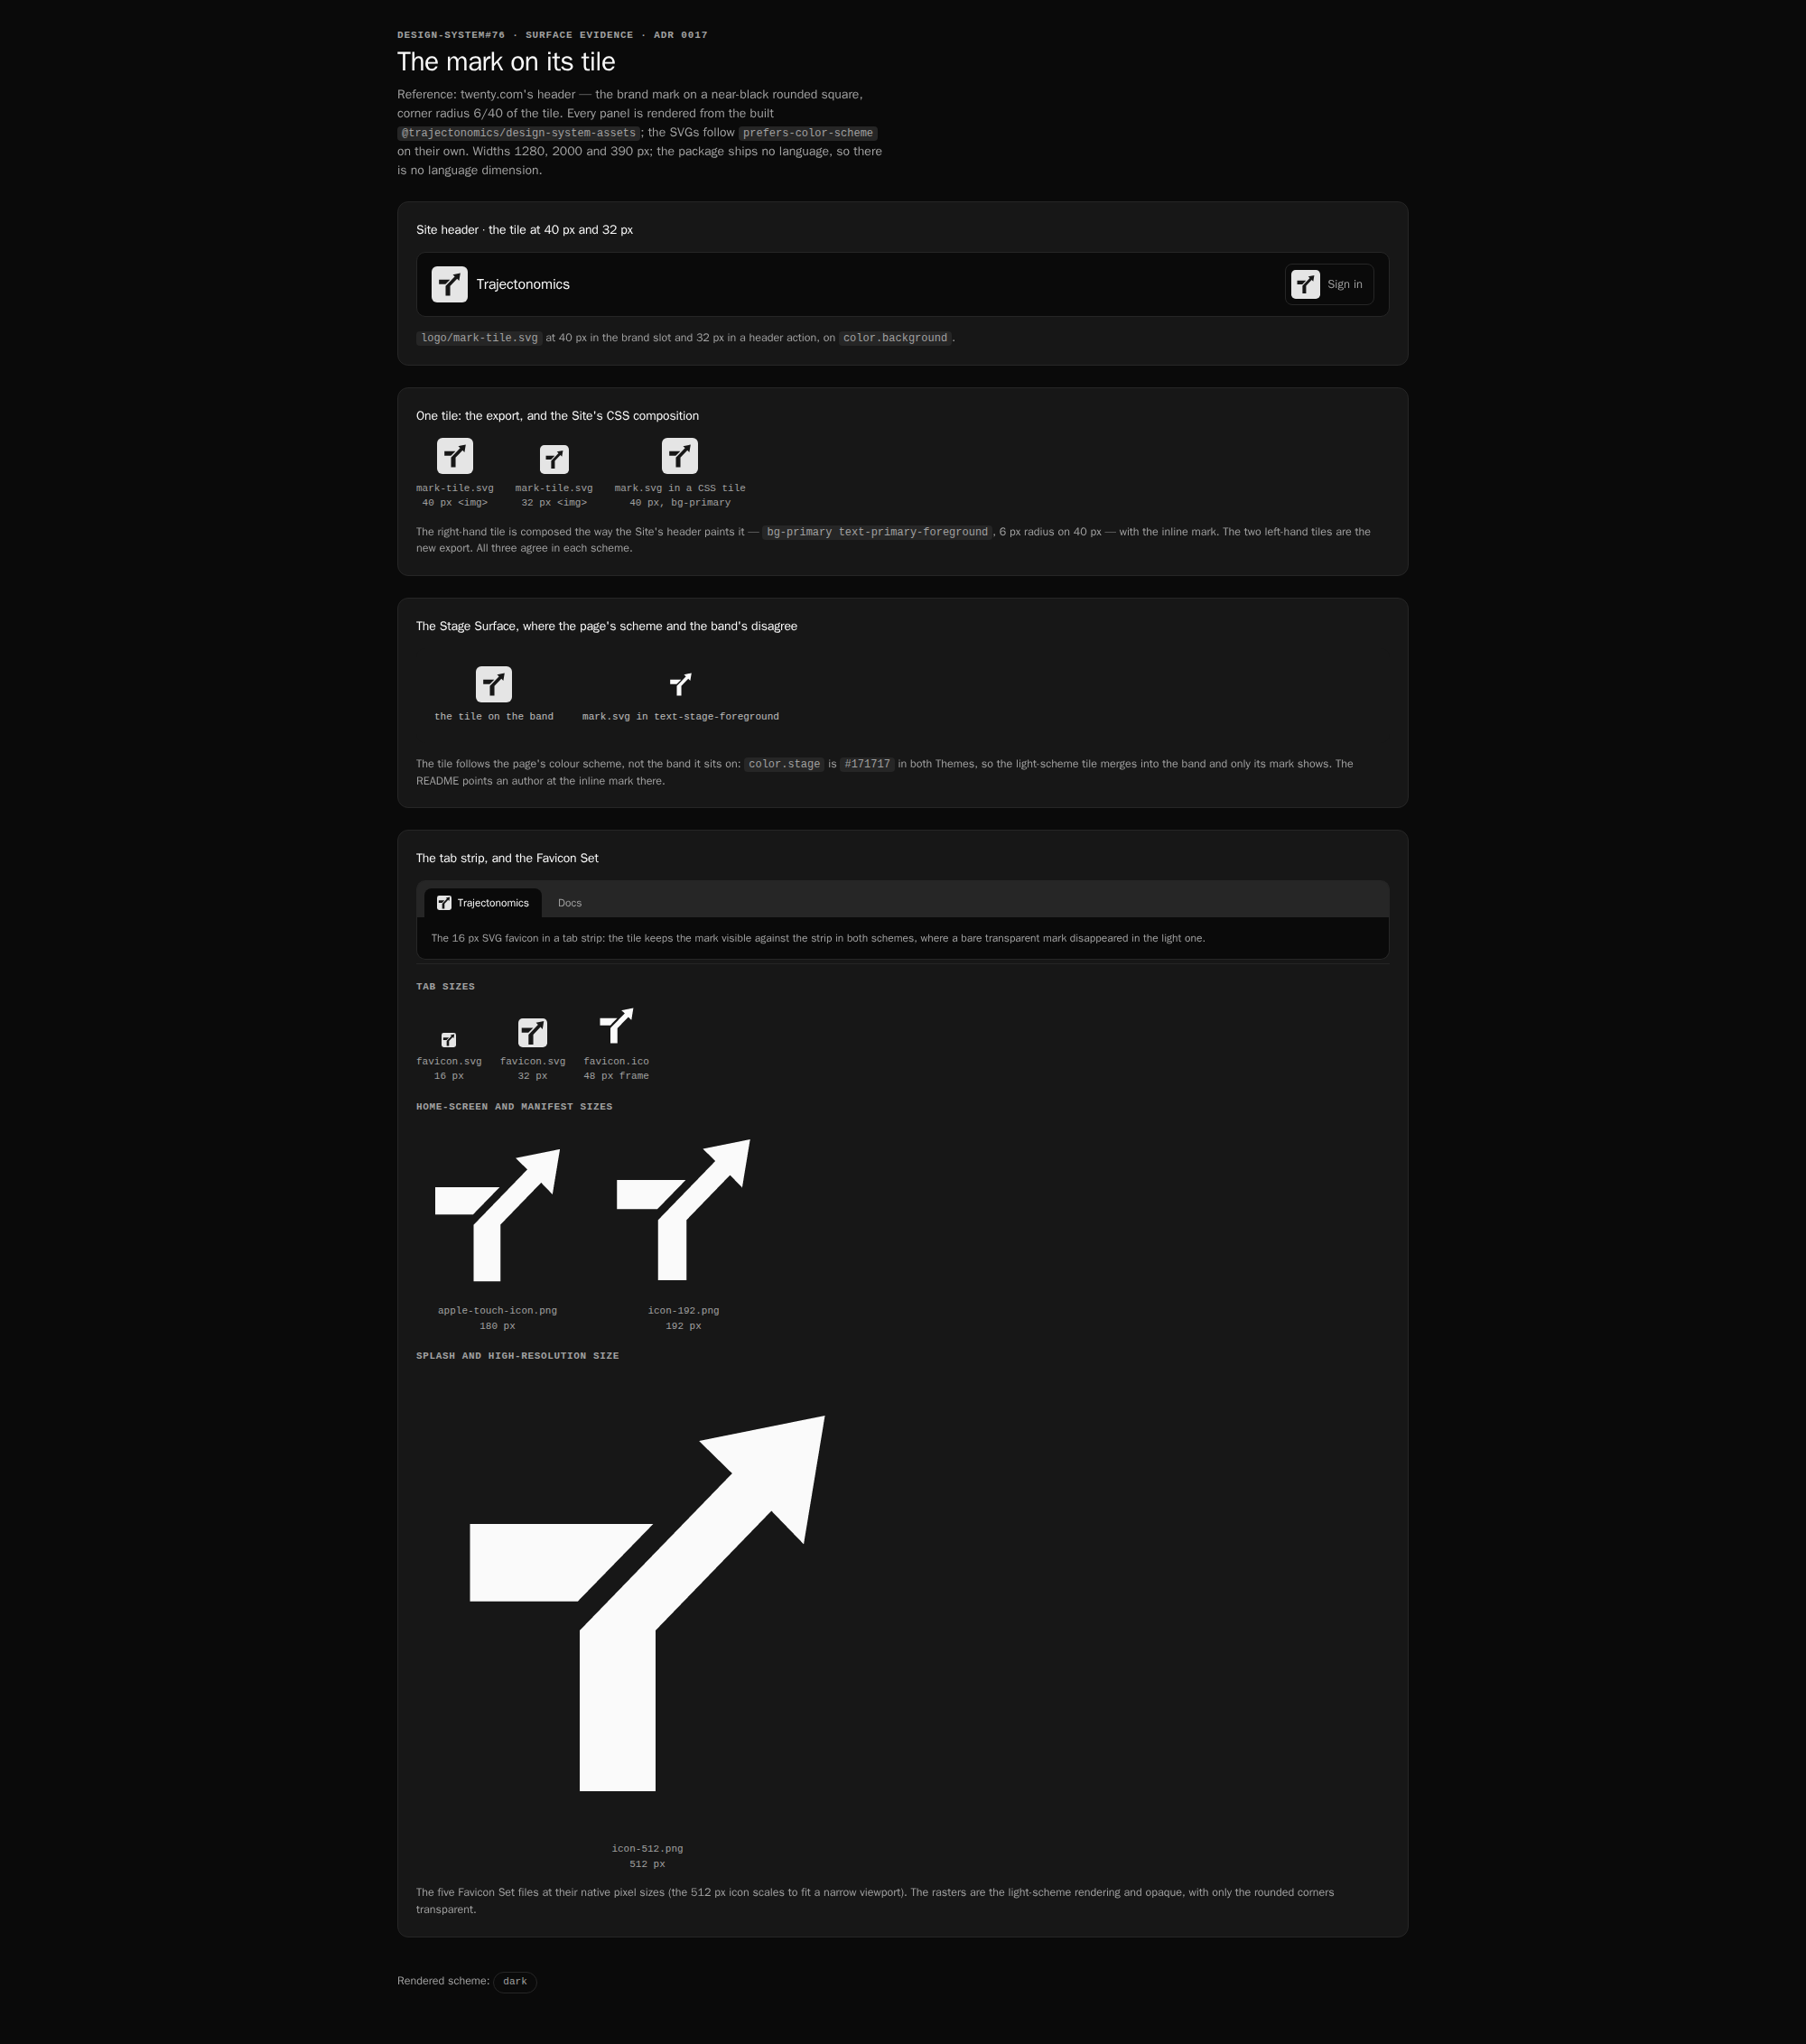 DESIGN-SYSTEM#76 · SURFACE EVIDENCE · ADR 0017
The mark on its tile
Reference: twenty.com's header — the brand mark on a near-black rounded square,
corner radius 6/40 of the tile. Every panel is rendered from the built
@trajectonomics/design-system-assets; the SVGs follow prefers-color-scheme
on their own. Widths 1280, 2000 and 390 px; the package ships no language, so there
is no language dimension.
Site header · the tile at 40 px and 32 px
Trajectonomics
Sign in
logo/mark-tile.svg at 40 px in the brand slot and 32 px in a header action, on color.background.
One tile: the export, and the Site's CSS composition
mark-tile.svg
40 px <img>
mark-tile.svg
32 px <img>
mark.svg in a CSS tile
40 px, bg-primary
The right-hand tile is composed the way the Site's header paints it — bg-primary text-primary-foreground, 6 px radius on 40 px — with the inline mark. The two left-hand tiles are the
new export. All three agree in each scheme.
The Stage Surface, where the page's scheme and the band's disagree
the tile on the band
mark.svg in text-stage-foreground
The tile follows the page's colour scheme, not the band it sits on: color.stage is #171717 in both Themes, so the light-scheme tile merges into the band and only its mark shows. The
README points an author at the inline mark there.
The tab strip, and the Favicon Set
Trajectonomics
Docs
The 16 px SVG favicon in a tab strip: the tile keeps the mark visible against the strip in both schemes, where a bare transparent mark disappeared in the light one.
TAB SIZES
favicon.svg
16 px
favicon.svg
32 px
favicon.ico
48 px frame
HOME-SCREEN AND MANIFEST SIZES
apple-touch-icon.png
180 px
icon-192.png
192 px
SPLASH AND HIGH-RESOLUTION SIZE
icon-512.png
512 px
The five Favicon Set files at their native pixel sizes (the 512 px icon scales to fit a narrow viewport). The rasters are the light-scheme rendering and opaque, with only the rounded corners
transparent.
Rendered scheme: dark